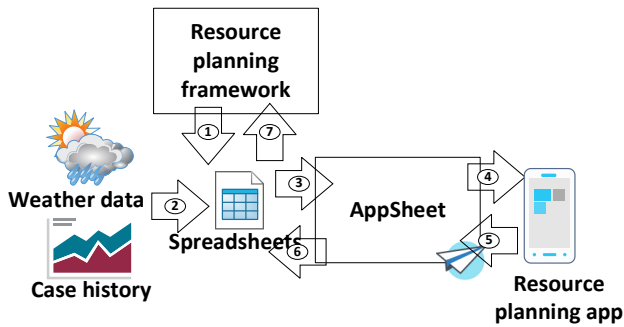 Resource
planning
framework
1
7
Weather data
2
Case history
Spreadsheets
3
6
AppSheet
4
5
Resource
planning app